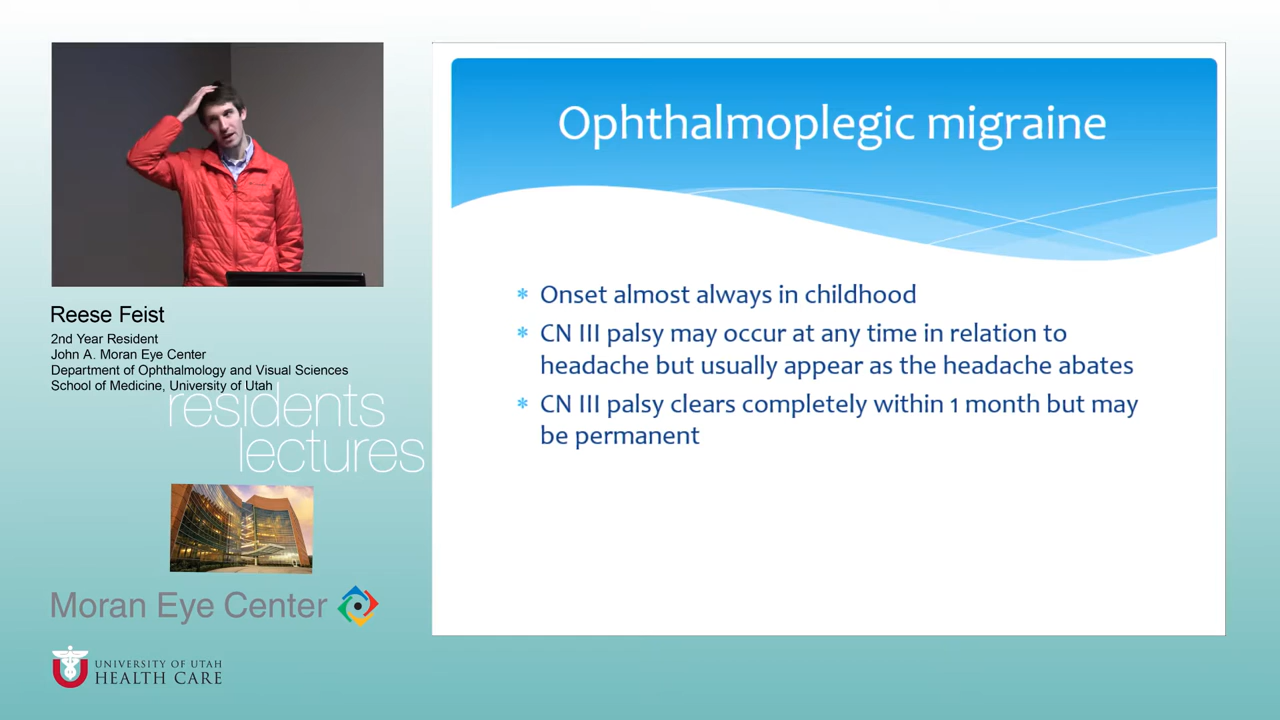 Ophthalmoplegic migraine
* Onset almost always in childhood
* CN III palsy may occur at any time in relation to
headache but usually appear as the headache abates
* CN III palsy clears completely within 1 month but may
be permanent
Reese Feist
2nd Year Resident
John A. Moran Eye Center
Department of Ophthalmology and Visual Sciences
School of Medicine, University of Utah
residents
lectures
Moran Eye Center
UNIVERSITY OF UTAH
HEALTH CARE